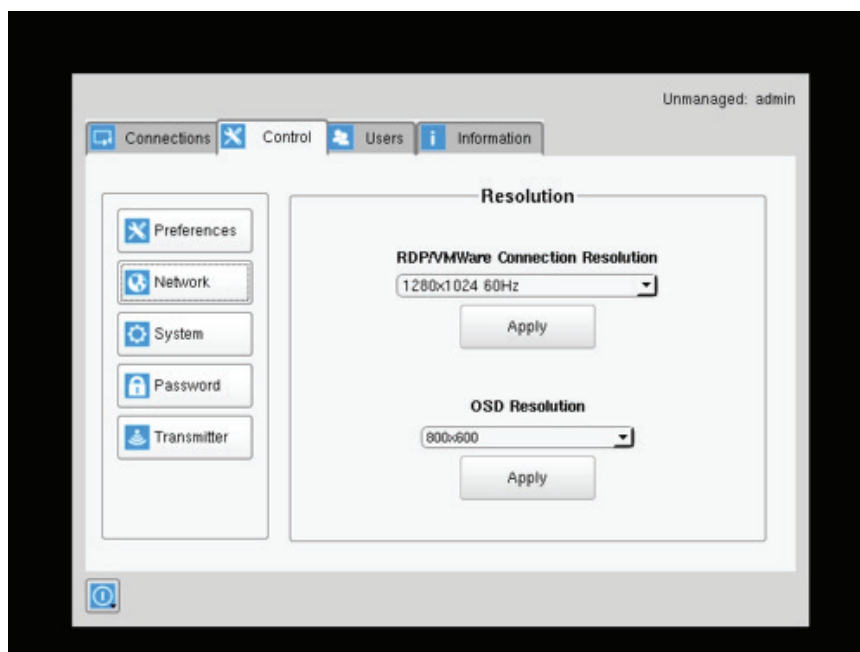 Unmanaged: admin
Connections Control Users Information
Resolution
Preferences
Network
System
Password
Transmitter
RDP/VMWare Connection Resolution
1280x1024 60Hz
Apply
OSD Resolution
800x600
Apply